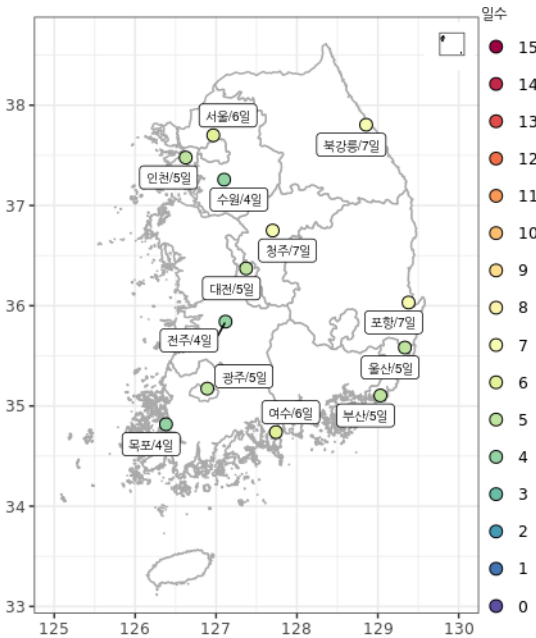 일수
서울/6일
북강릉/7일
인천/5일
수원/4일
청주/7일
대전/5일
포항/7일
전주/4일
울산/5일
광주/5일
여수/6일
부산/5일
목포/4일
38
37
36
35
34
33
125
126
127
128
129
130
15
14
13
12
11
10
9
8
7
6
5
4
3
2
1
0